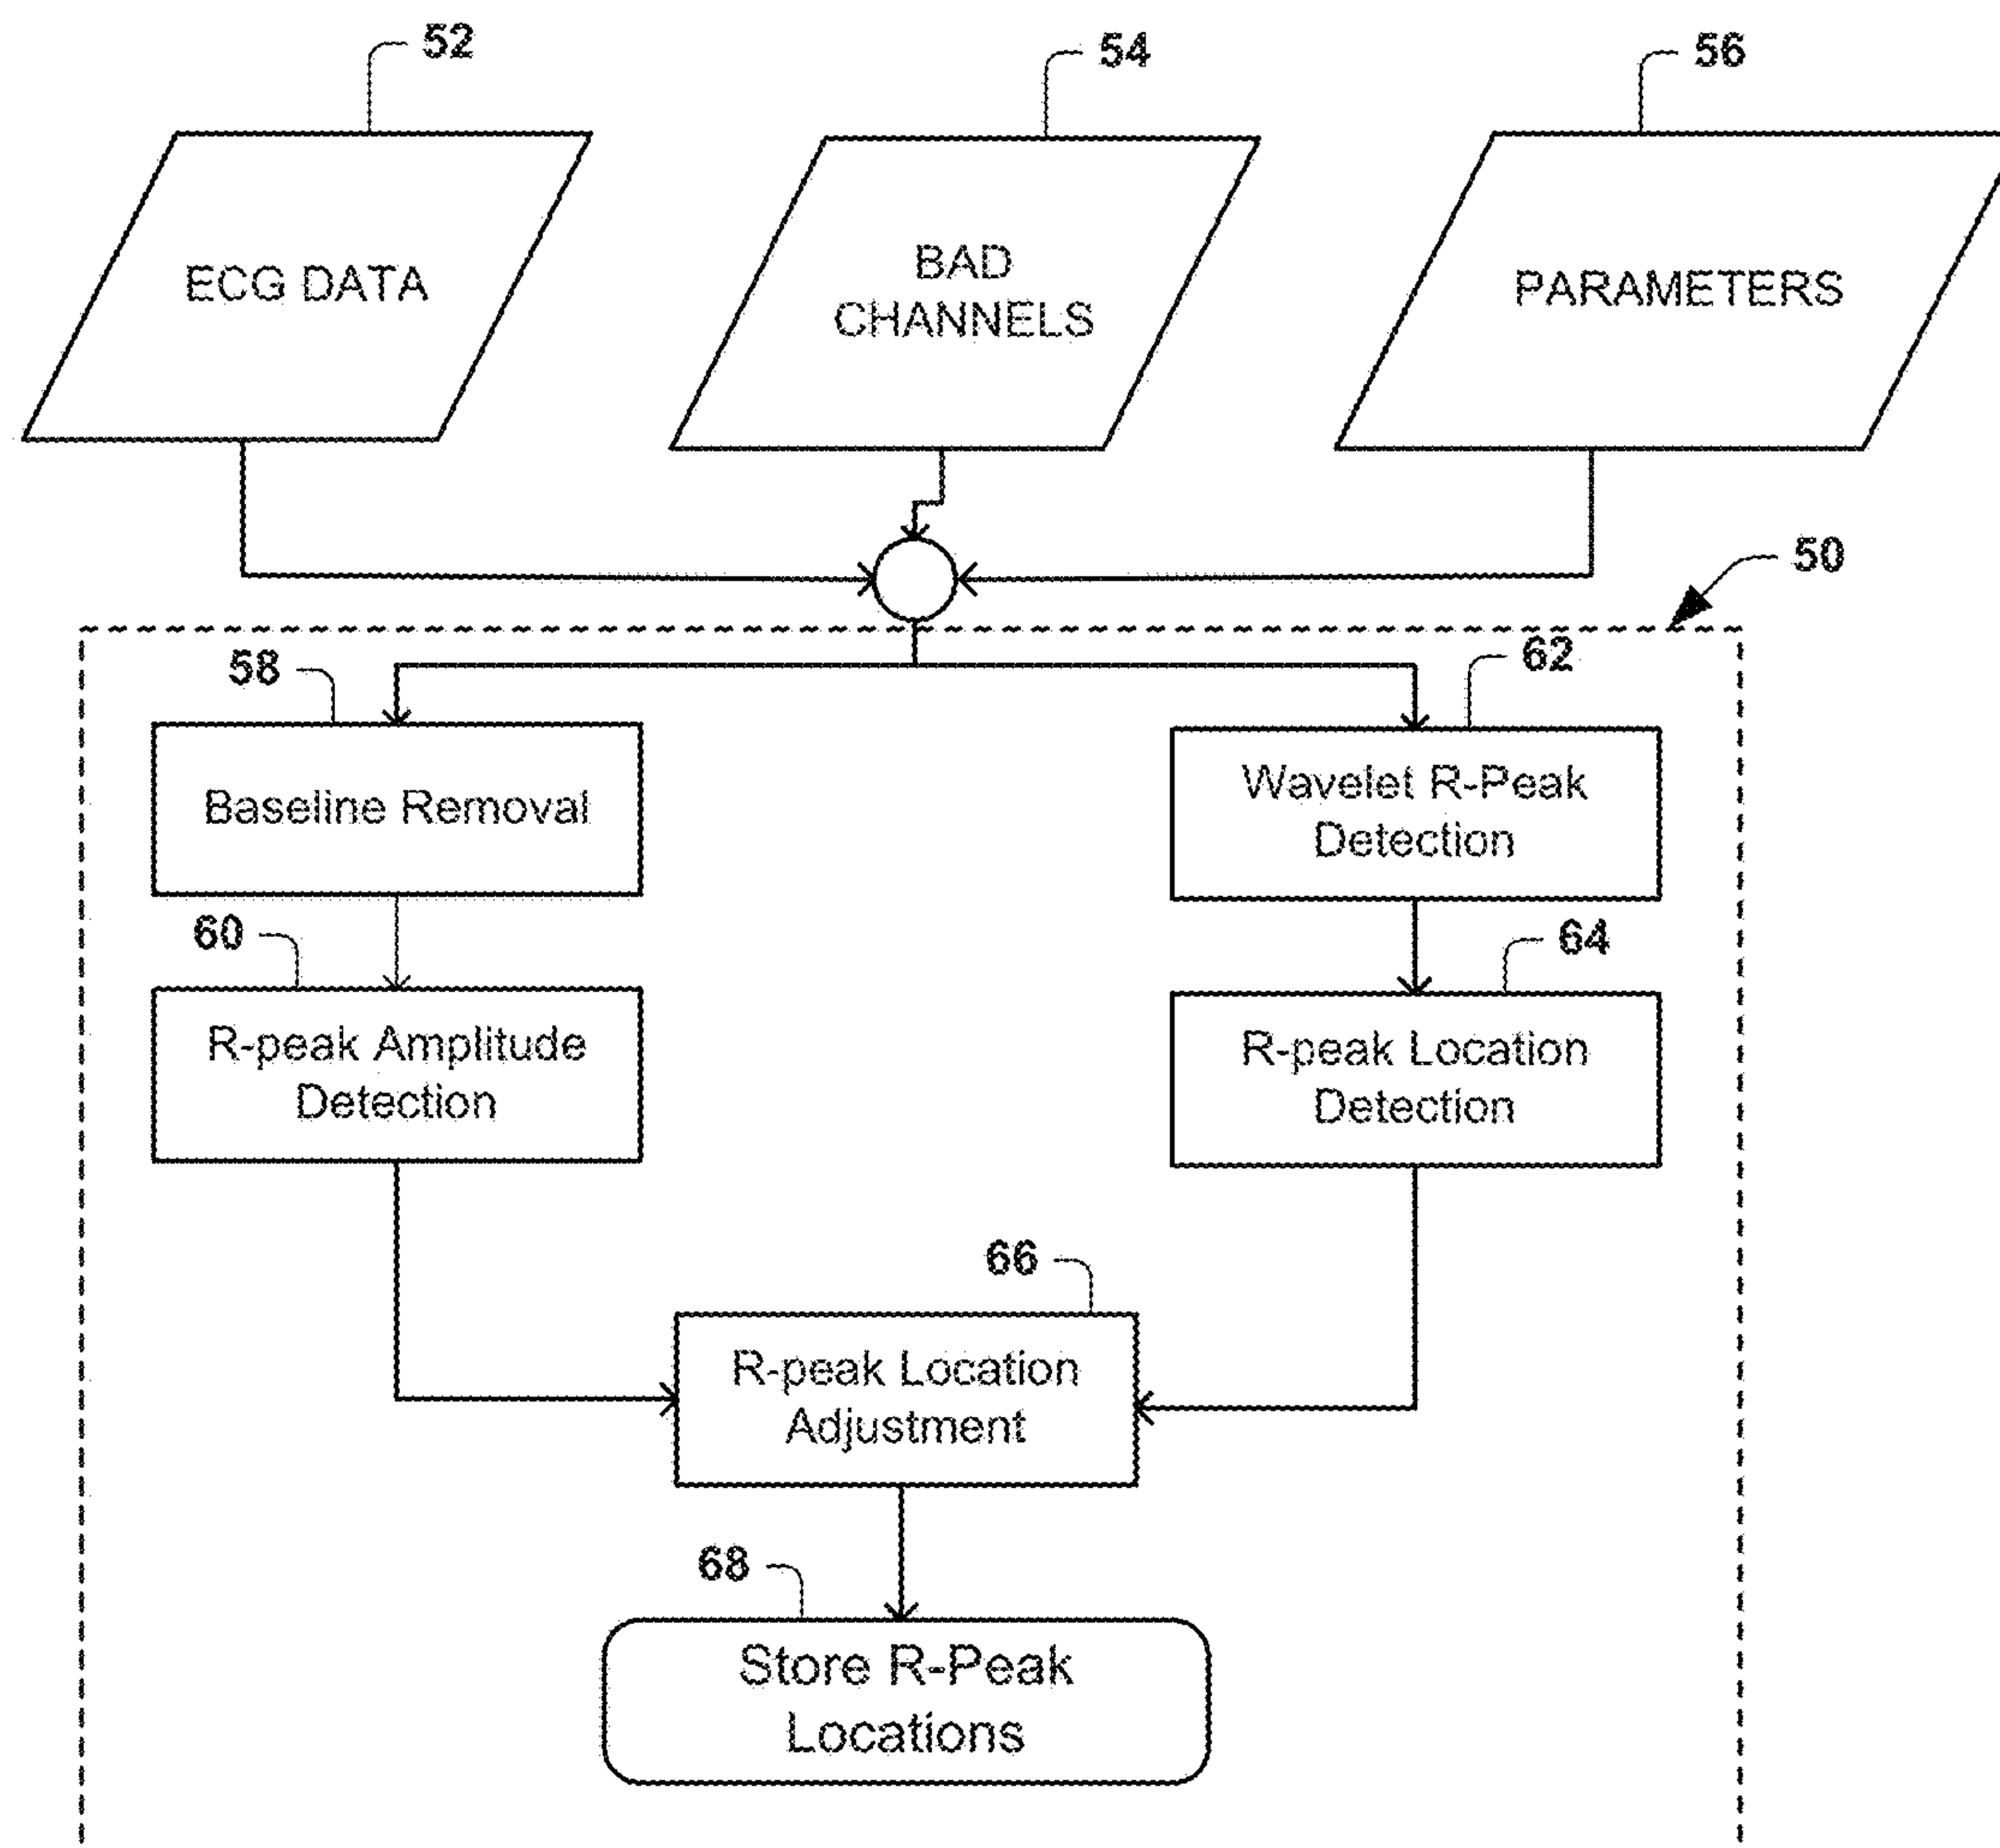 52
54
56
ECG DATA
BAD
CHANNELS
PARAMETERS
50
58
62
Baseline Removal
Wavelet R-Peak
Detection
60
64
R-peak Amplitude
Detection
R-peak Location
Detection
66
R-peak Location
Adjustment
68
Store R-Peak
Locations